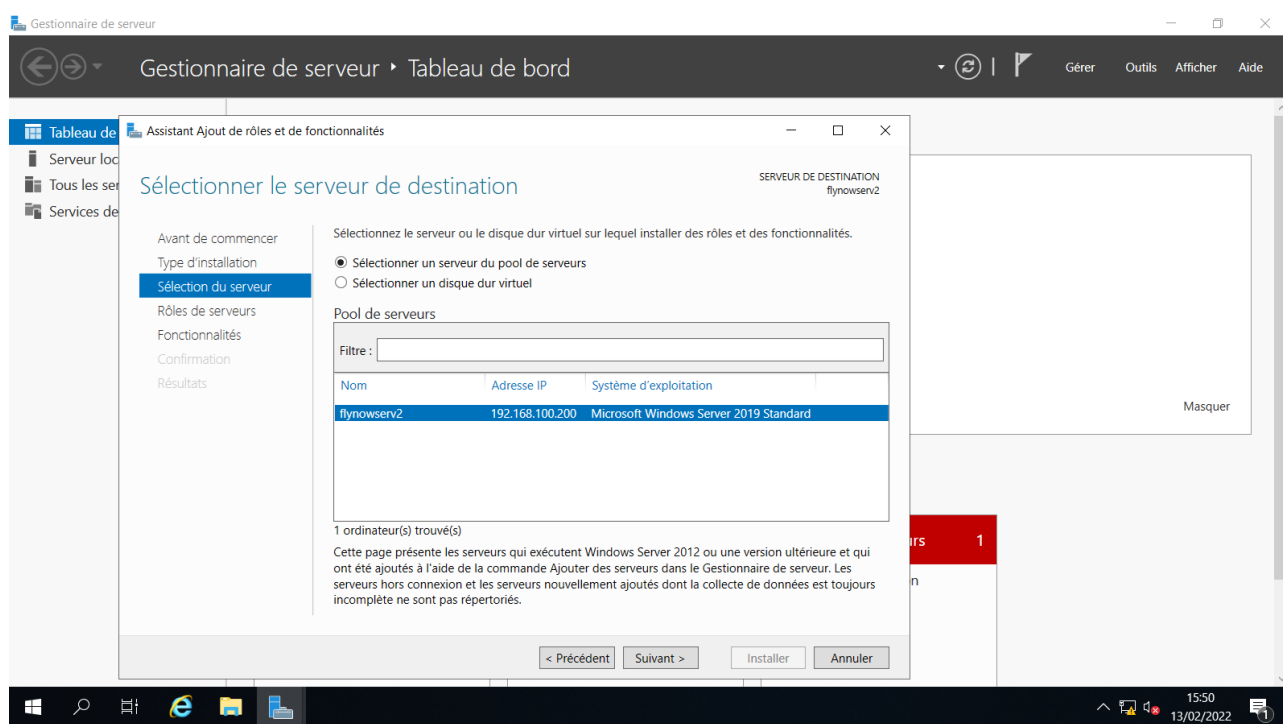 Gestionnaire de serveur
Gestionnaire de serveur ‣ Tableau de bord
Gérer Outils Afficher Aide
Tableau de
Serveur loc
Tous les ser
Services de
Assistant Ajout de rôles et de fonctionnalités
Sélectionner le serveur de destination
SERVEUR DE DESTINATION
flynowserv2
Avant de commencer
Type d'installation
Sélection du serveur
Rôles de serveurs
Fonctionnalités
Confirmation
Résultats
Sélectionnez le serveur ou le disque dur virtuel sur lequel installer des rôles et des fonctionnalités.
Sélectionner un serveur du pool de serveurs
Sélectionner un disque dur virtuel
Pool de serveurs
Filtre :
Nom Adresse IP Système d'exploitation
flynowserv2 192.168.100.200 Microsoft Windows Server 2019 Standard
1 ordinateur(s) trouvé(s)
Cette page présente les serveurs qui exécutent Windows Server 2012 ou une version ultérieure et qui
ont été ajoutés à l'aide de la commande Ajouter des serveurs dans le Gestionnaire de serveur. Les
serveurs hors connexion et les serveurs nouvellement ajoutés dont la collecte de données est toujours
incomplète ne sont pas répertoriés.
< Précédent Suivant > Installer Annuler
Masquer
urs 1
n
15:50
13/02/2022
1